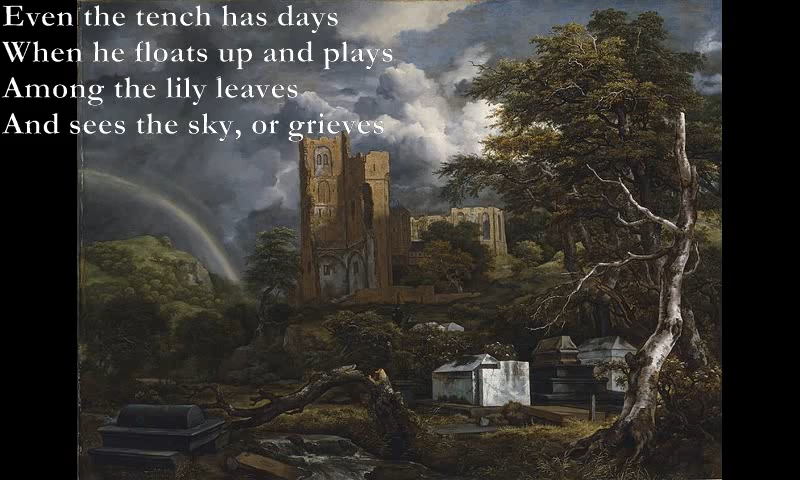 Even the tench has days
When he floats up and plays
Among the lily leaves
And sees the sky, or grieves